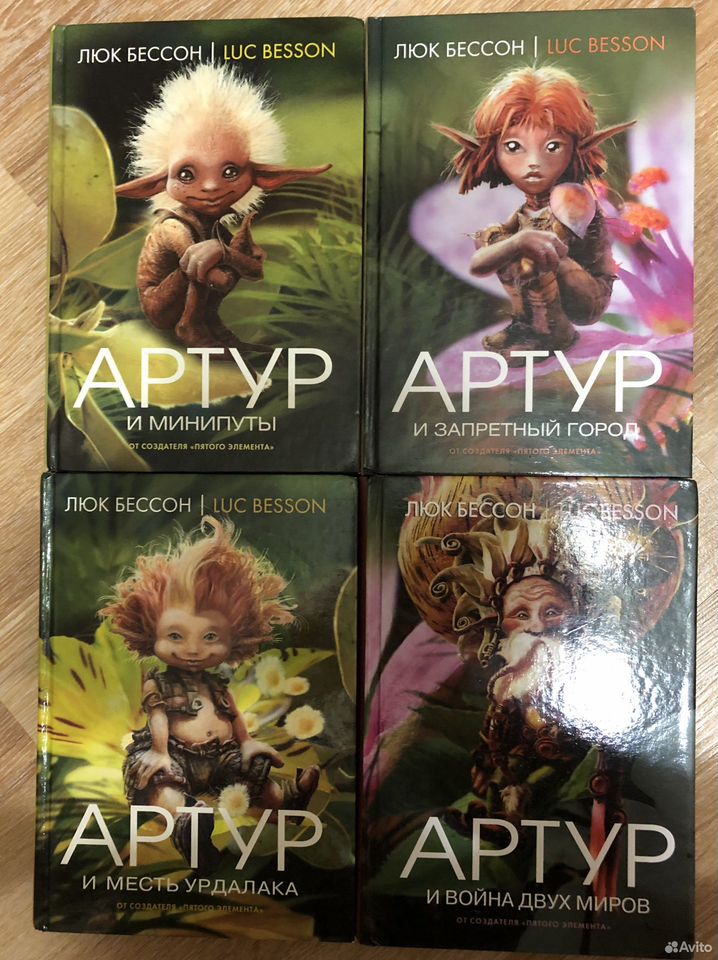 ЛЮК БЕССОН | LUC BESSON
АРТУР
И МИНИПУТЫ
ОТ СОЗДАТЕЛЯ «ПЯТОГО ЭЛЕМЕНТА»
ЛЮК БЕССОН | LUC BESSON
АРТУР
И ЗАПРЕТНЫЙ ГОРОД
ОТ СОЗДАТЕЛЯ «ПЯТОГО ЭЛЕМЕНТА»
ЛЮК БЕССОН | LUC BESSON
АРТУР
И МЕСТЬ УРДАЛАКА
ОТ СОЗДАТЕЛЯ «ПЯТОГО ЭЛЕМЕНТА»
ЛЮК БЕССОН | LUC BESSON
АРТУР
И ВОЙНА ДВУХ МИРОВ
ОТ СОЗДАТЕЛЯ «ПЯТОГО ЭЛЕМЕНТА»
Avito